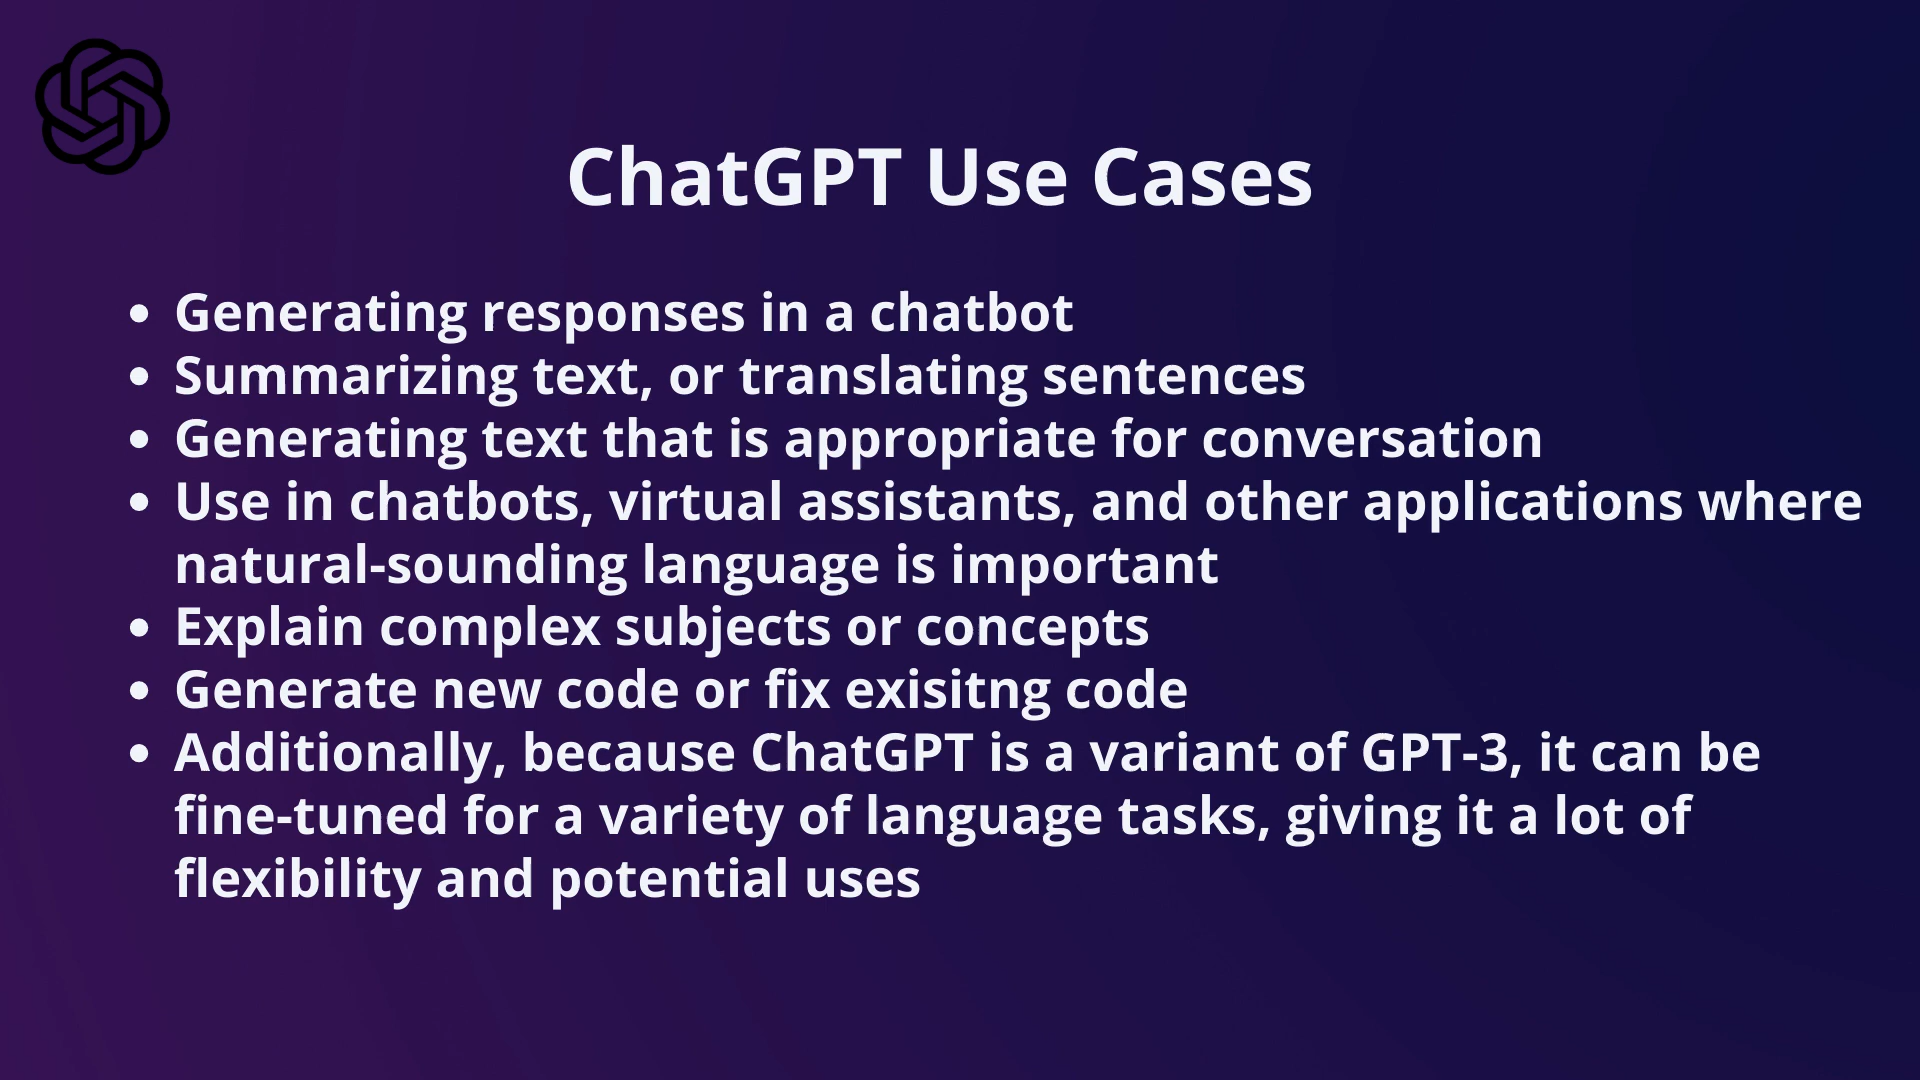 ChatGPT Use Cases
• Generating responses in a chatbot
• Summarizing text, or translating sentences
• Generating text that is appropriate for conversation
• Use in chatbots, virtual assistants, and other applications where
natural-sounding language is important
• Explain complex subjects or concepts
• Generate new code or fix exisitng code
• Additionally, because ChatGPT is a variant of GPT-3, it can be
fine-tuned for a variety of language tasks, giving it a lot of
flexibility and potential uses